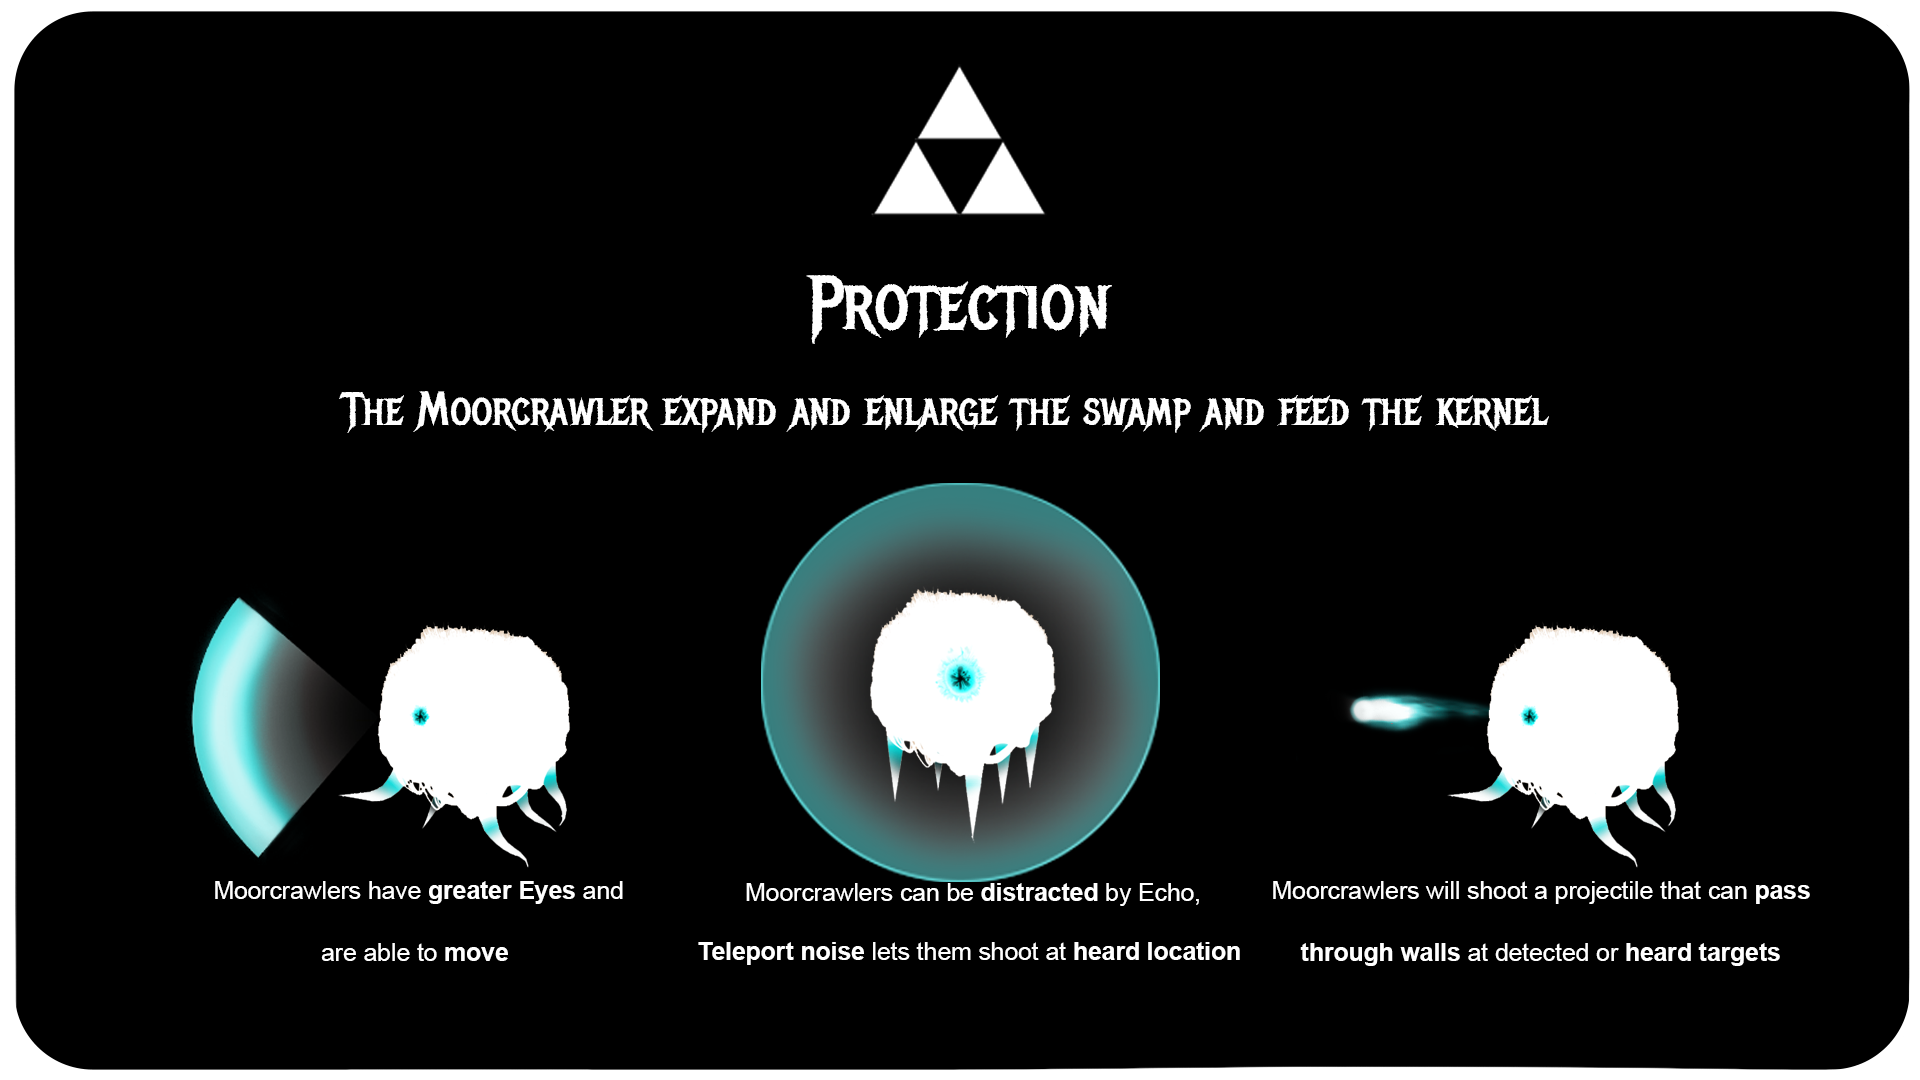 Protection
The Moorcrawler expand and enlarge the swamp and feed the kernel
Moorcrawlers have greater Eyes and
are able to move
Moorcrawlers can be distracted by Echo,
Teleport noise lets them shoot at heard location
Moorcrawlers will shoot a projectile that can pass
through walls at detected or heard targets